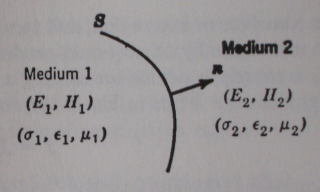 S
Medium 1
(E₁, H₁)
(σ₁, ϵ₁, μ₁)
n
Medium 2
(E₂, H₂)
(σ₂, ϵ₂, μ₂)